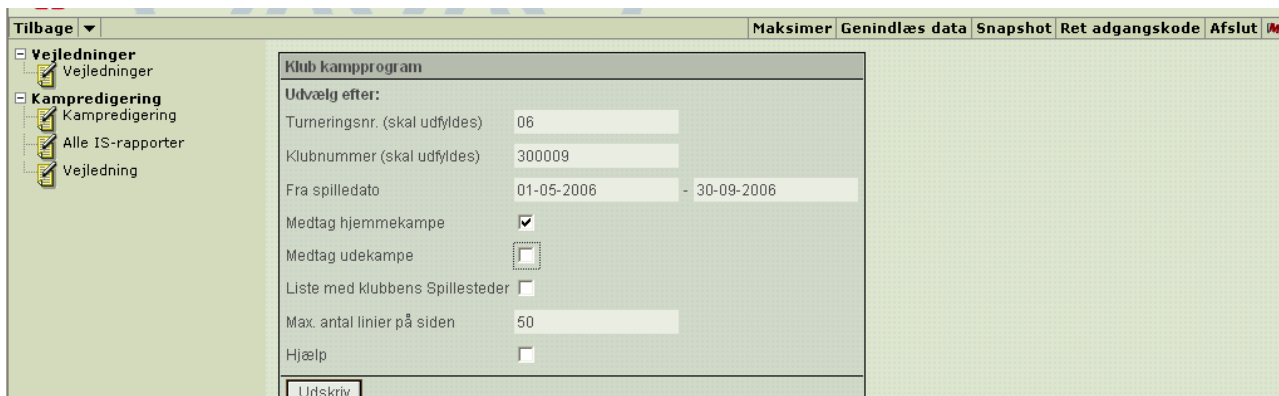 Tilbage
Maksimer Genindlæs data Snapshot Ret adgangskode Afslut
Vejledninger
Vejledninger
Kampredigering
Kampredigering
Alle IS-rapporter
Vejledning
Klub kampprogram
Udvælg efter:
Turneringsnr. (skal udfyldes) 06
Klubnummer (skal udfyldes) 300009
Fra spilledato 01-05-2006 - 30-09-2006
Medtag hjemmekampe
Medtag udekampe
Liste med klubbens Spillesteder
Max. antal linier på siden 50
Hjælp
Udskriv